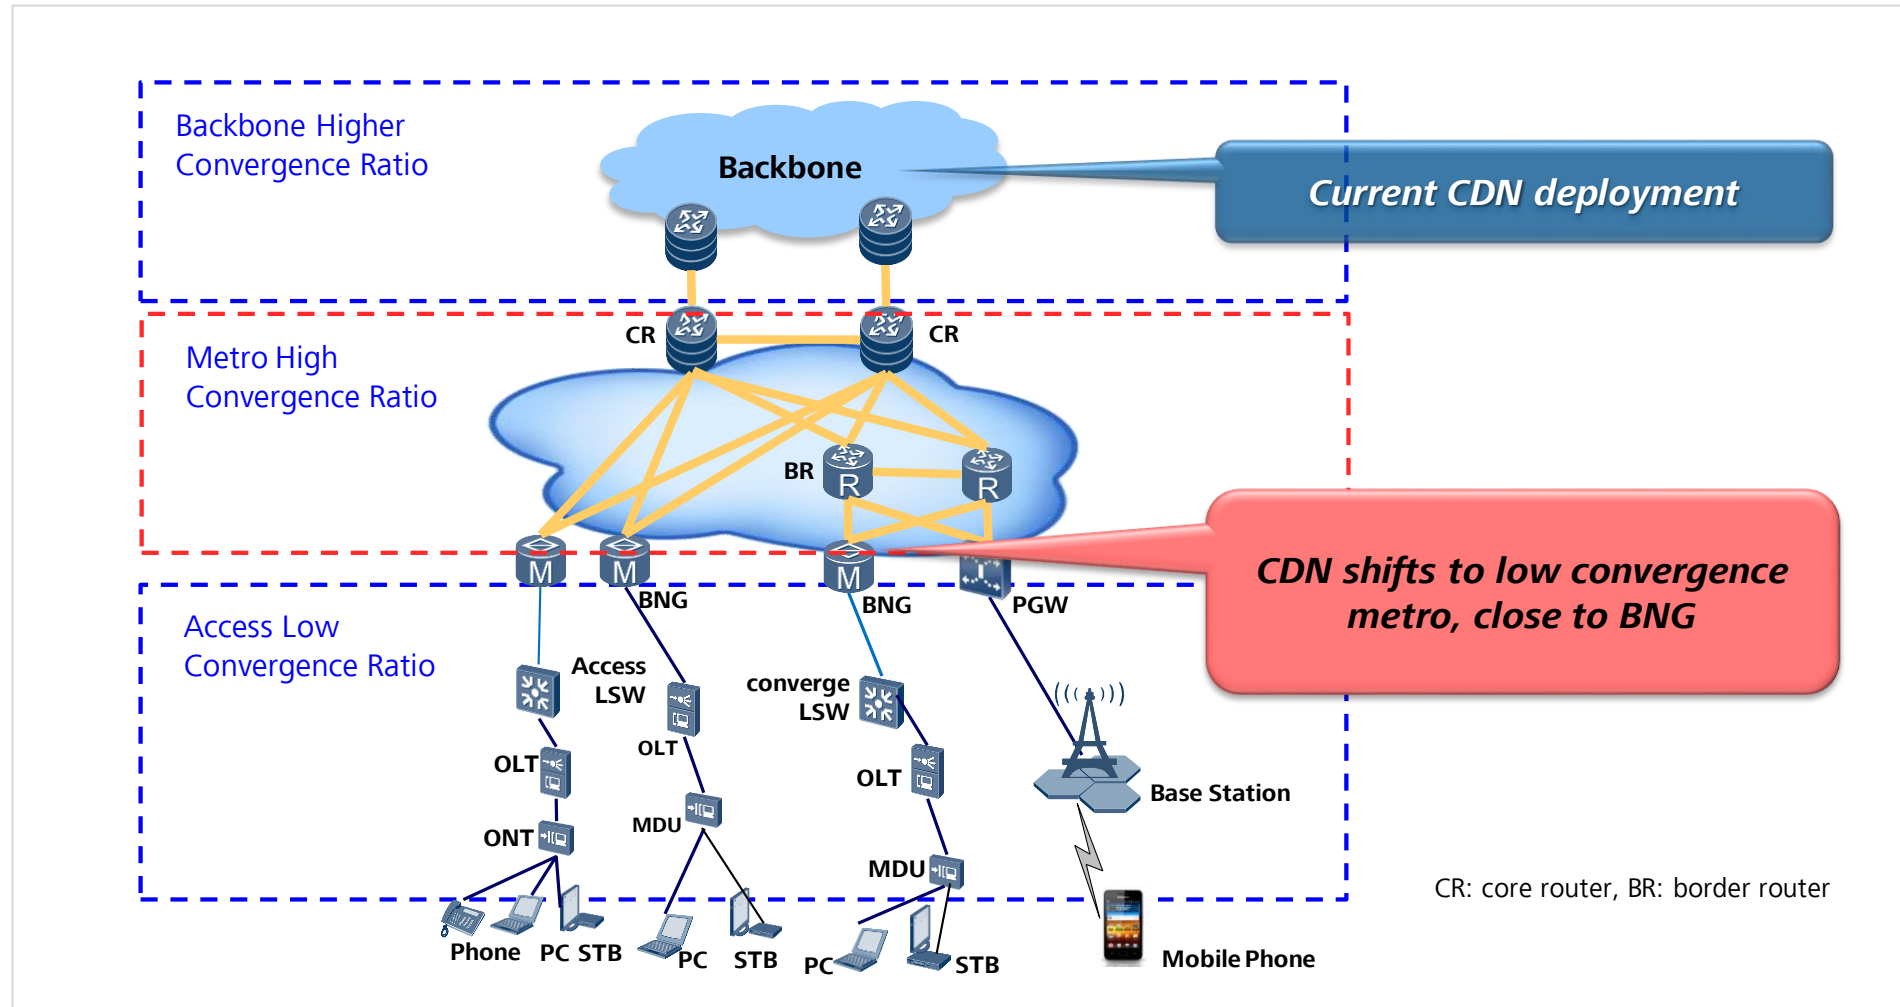 Backbone Higher
Convergence Ratio
Backbone
Current CDN deployment
CR
CR
Metro High
Convergence Ratio
BR
R
R
M
M
M
BNG
BNG
PGW
CDN shifts to low convergence
metro, close to BNG
Access Low
Convergence Ratio
Access
LSW
converge
LSW
OLT
OLT
OLT
Base Station
ONT
MDU
MDU
CR: core router, BR: border router
Phone
PC
STB
PC
STB
PC
STB
Mobile Phone